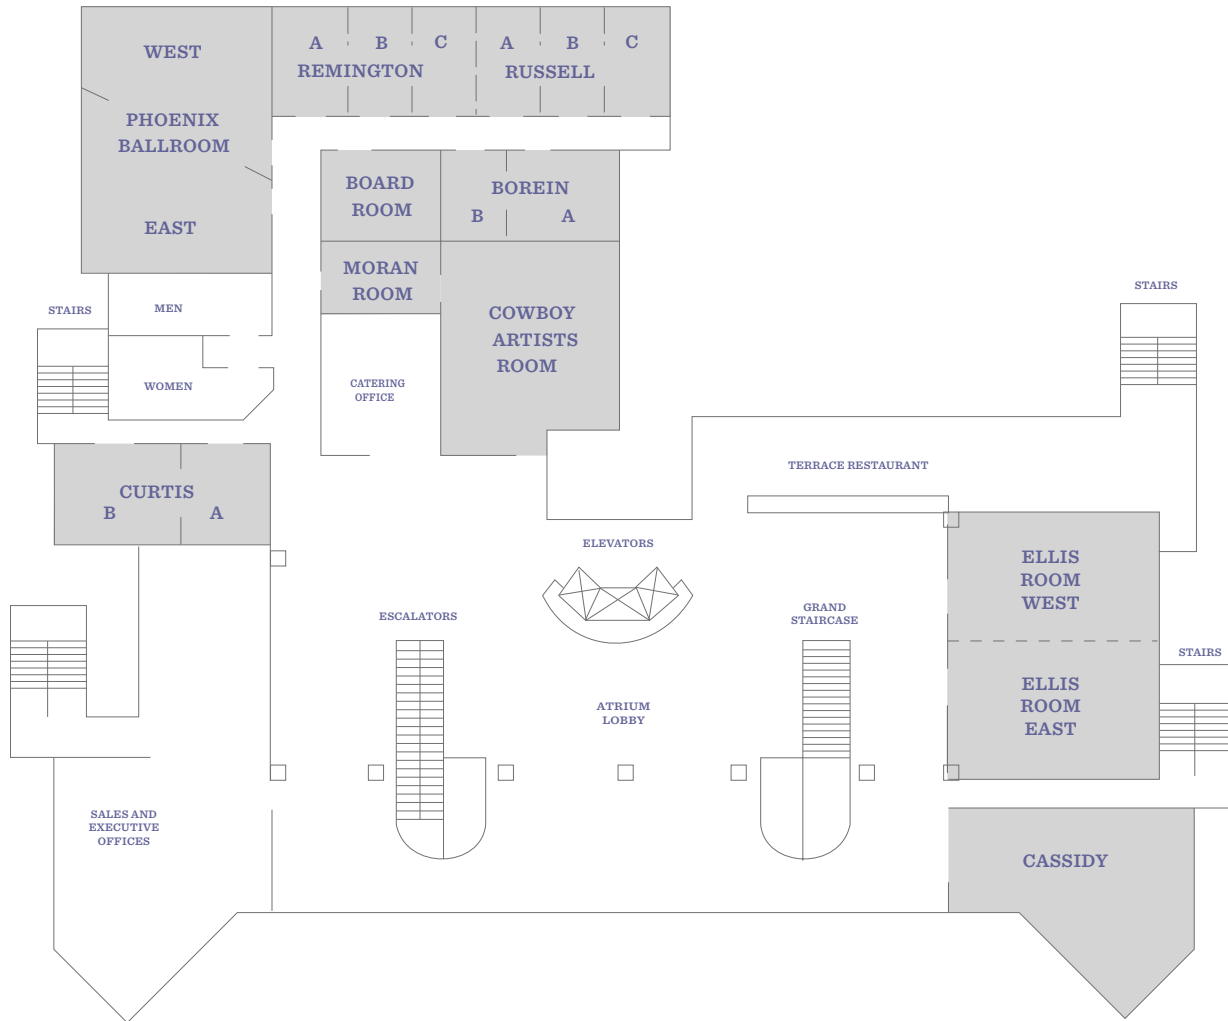 WEST
PHOENIX
BALLROOM
EAST
A B C
REMINGTON
A B C
RUSSELL
BOARD
ROOM
BOREIN
B A
MORAN
ROOM
COWBOY
ARTISTS
ROOM
STAIRS
MEN
WOMEN
CATERING
OFFICE
STAIRS
CURTIS
B A
TERRACE RESTAURANT
ELEVATORS
ELLIS
ROOM
WEST
ESCALATORS
GRAND
STAIRCASE
STAIRS
ELLIS
ROOM
EAST
ATRIUM
LOBBY
SALES AND
EXECUTIVE
OFFICES
CASSIDY